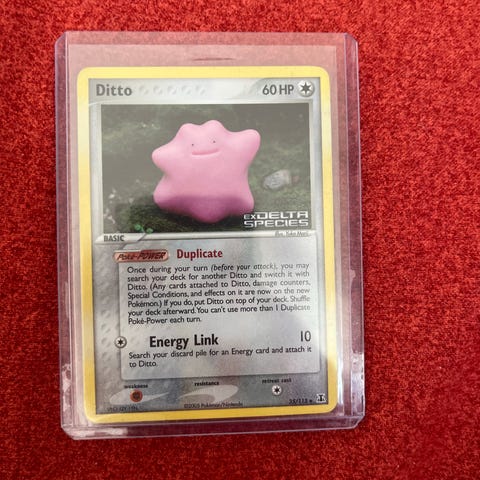 Ditto 60 HP
EX DELTA
SPECIES
Illus. Yuka Morii
BASIC
Poké-POWER Duplicate
Once during your turn (before your attack), you may
search your deck for another Ditto and switch it with
Ditto. (Any cards attached to Ditto, damage counters,
Special Conditions, and effects on it are now on the new
Pokémon.) If you do, put Ditto on top of your deck. Shuffle
your deck afterward. You can't use more than 1 Duplicate
Poké-Power each turn.
Energy Link 10
Search your discard pile for an Energy card and attach it
to Ditto.
weakness resistance retreat cost
©2005 Pokémon/Nintendo